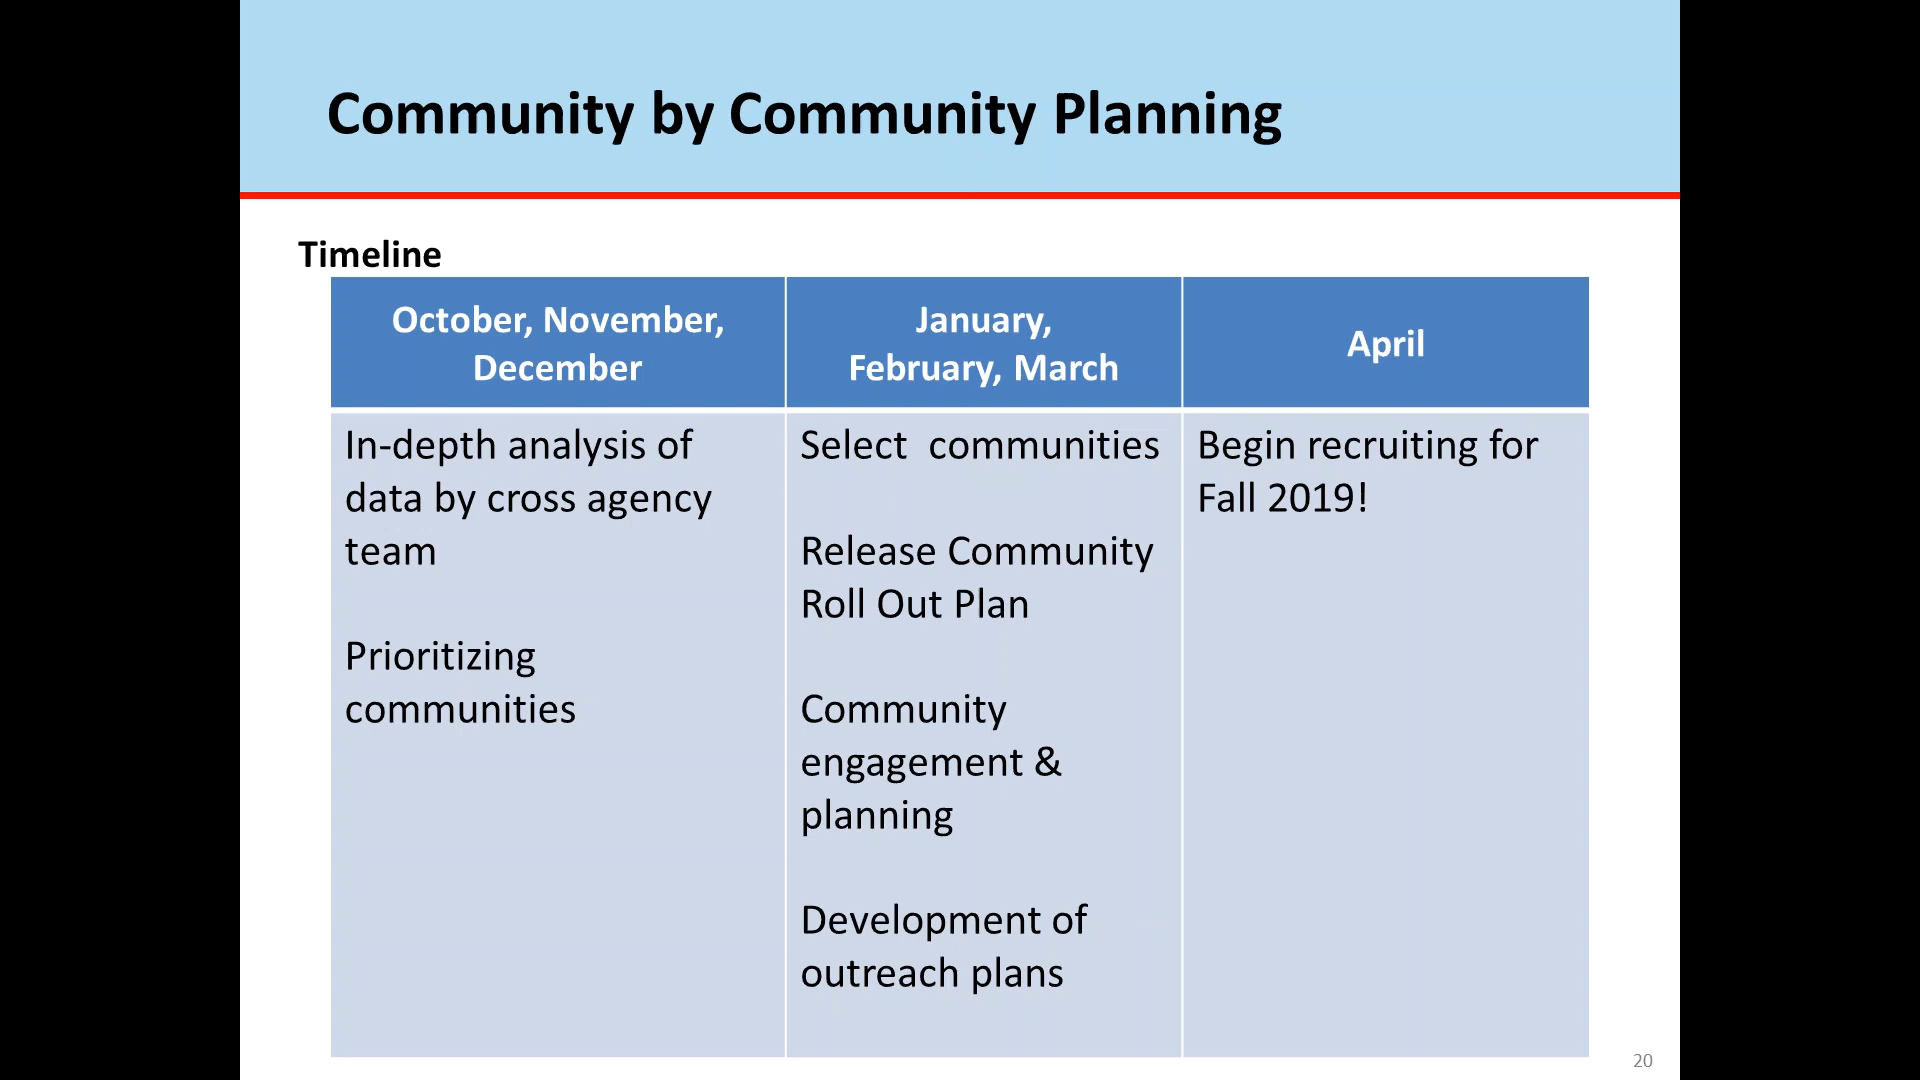 Community by Community Planning
Timeline
October, November,
December
January,
February, March
April
In-depth analysis of
data by cross agency
team
Prioritizing
communities
Select  communities
Release Community
Roll Out Plan
Community
engagement &
planning
Development of
outreach plans
Begin recruiting for
Fall 2019!
20